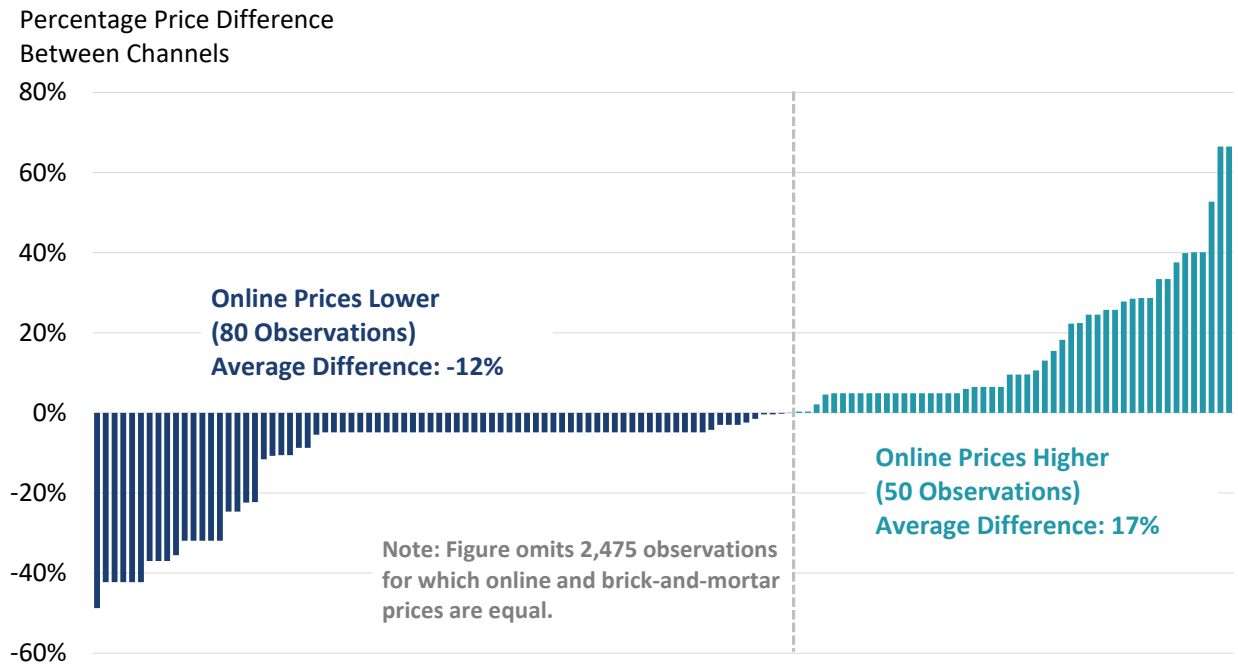 Percentage Price Difference
Between Channels
80%
60%
40%
Online Prices Lower
(80 Observations)
Average Difference: -12%
20%
0%
Online Prices Higher
(50 Observations)
Average Difference: 17%
-20%
Note: Figure omits 2,475 observations
for which online and brick-and-mortar
prices are equal.
-40%
-60%